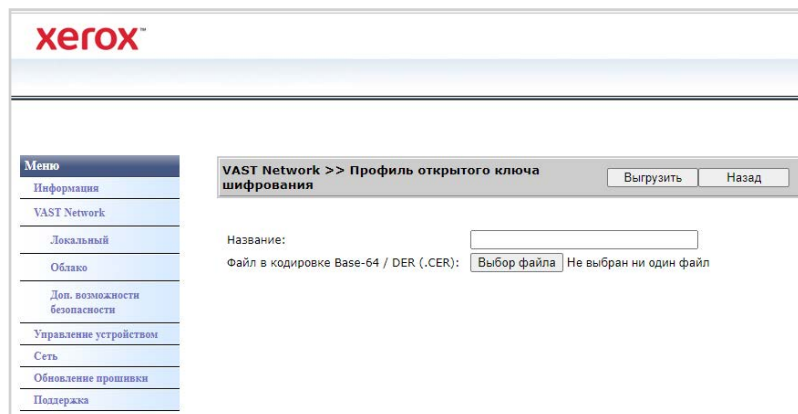 xerox™
Меню
Информация
VAST Network
Локальный
Облако
Доп. возможности
безопасности
Управление устройством
Сеть
Обновление прошивки
Поддержка
VAST Network >> Профиль открытого ключа
шифрования
Выгрузить Назад
Название:
Файл в кодировке Base-64 / DER (.CER): Выбор файла Не выбран ни один файл